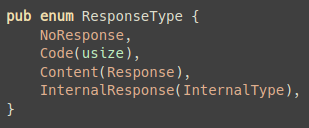 pub enum ResponseType {
    NoResponse,
    Code(usize),
    Content(Response),
    InternalResponse(InternalType),
}